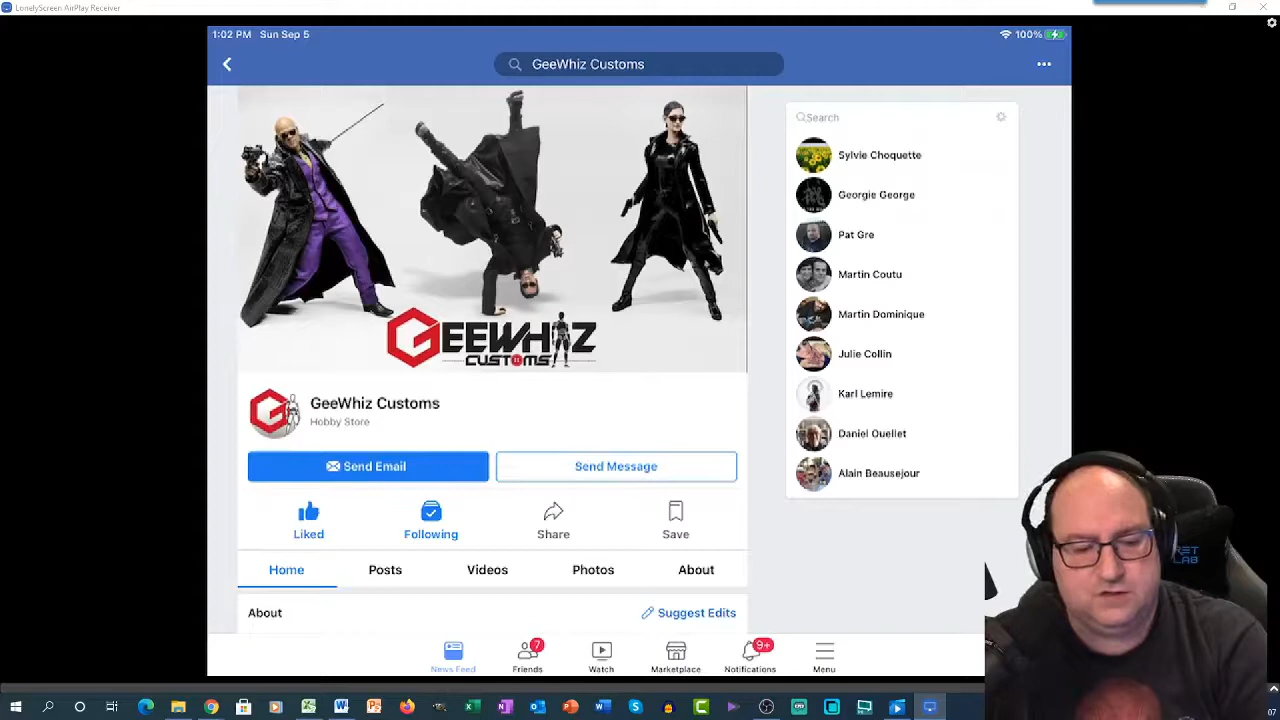 LonelyScreen AirPlay Receiver
1:02 PM Sun Sep 5
100%
GeeWhiz Customs
Search
Sylvie Choquette
Georgie George
Pat Gre
Martin Coutu
Martin Dominique
Julie Collin
Karl Lemire
Daniel Ouellet
Alain Beausejour
GEEWHIZ
CUSTOMS
GeeWhiz Customs
Hobby Store
Send Email
Send Message
Liked
Following
Share
Save
Home
Posts
Videos
Photos
About
About
Suggest Edits
7
9+
News Feed
Friends
Watch
Marketplace
Notifications
Menu
07